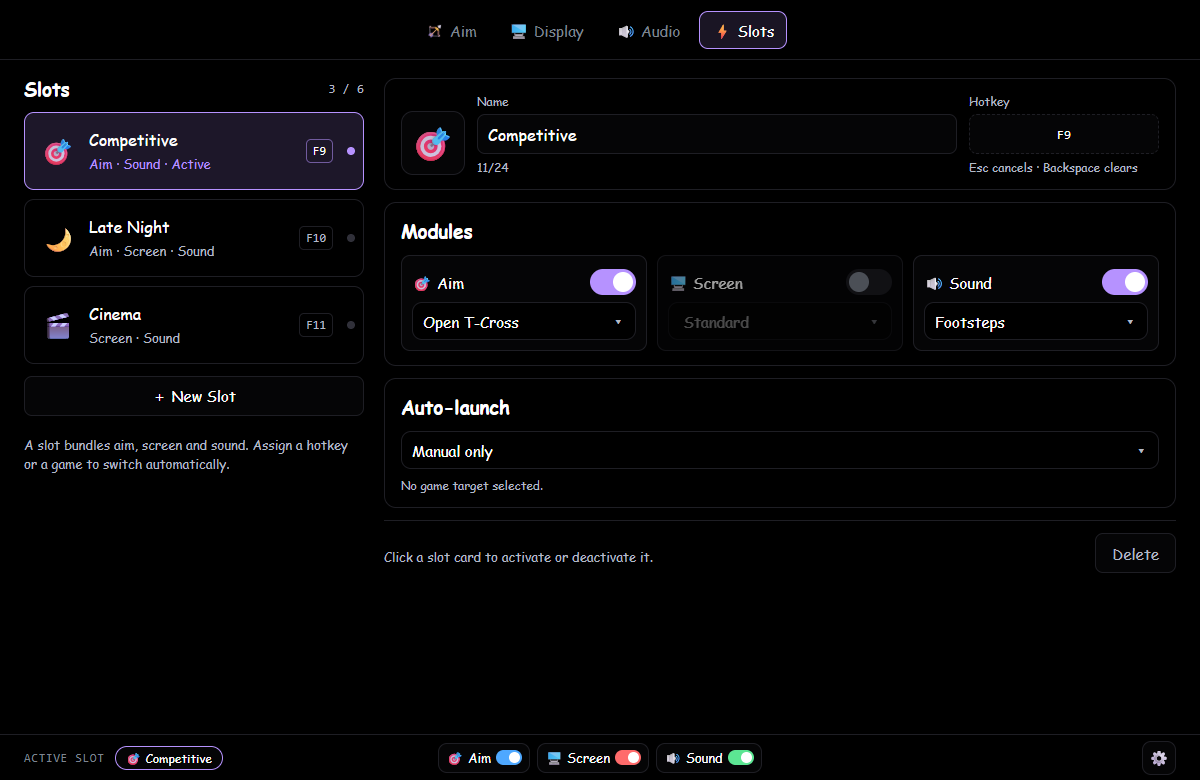 Aim Display Audio Slots
Slots 3 / 6
Competitive
Aim · Sound · Active
F9
Late Night
Aim · Screen · Sound
F10
Cinema
Screen · Sound
F11
+ New Slot
A slot bundles aim, screen and sound. Assign a hotkey
or a game to switch automatically.
Name
Competitive
11/24
Hotkey
F9
Esc cancels · Backspace clears
Modules
Aim
Open T-Cross
Screen
Standard
Sound
Footsteps
Auto-launch
Manual only
No game target selected.
Click a slot card to activate or deactivate it.
Delete
ACTIVE SLOT Competitive
Aim Screen Sound